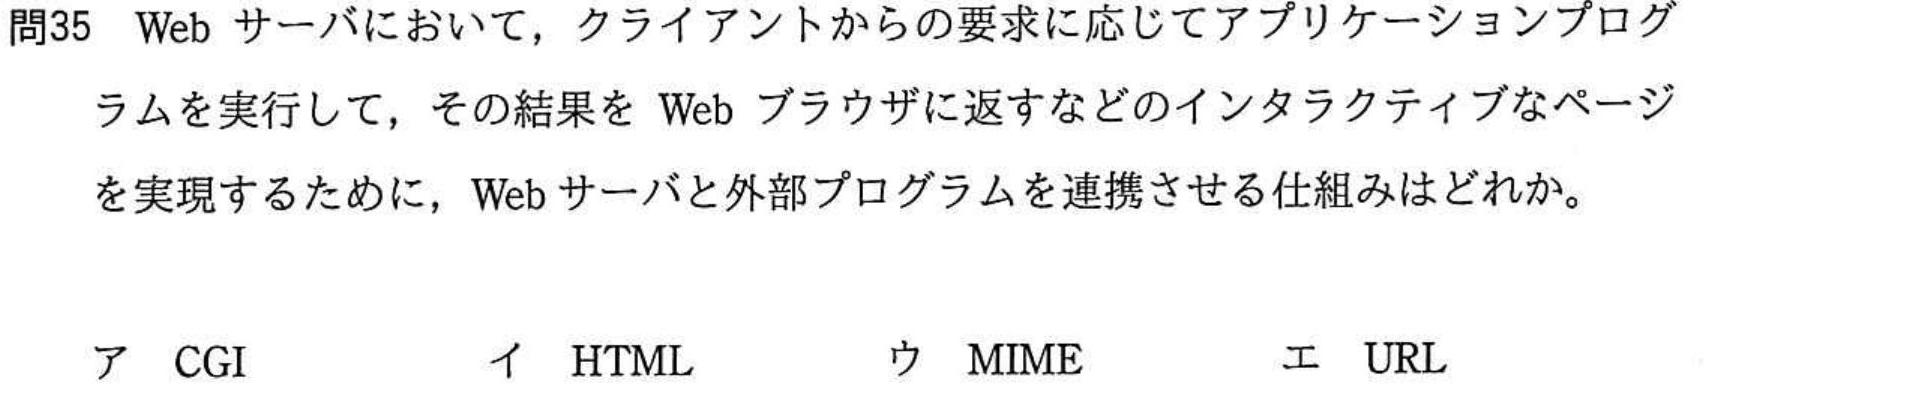 問35 Web サーバにおいて，クライアントからの要求に応じてアプリケーションプログ
ラムを実行して，その結果を Web ブラウザに返すなどのインタラクティブなページ
を実現するために，Web サーバと外部プログラムを連携させる仕組みはどれか。
ア CGI イ HTML ウ MIME エ URL